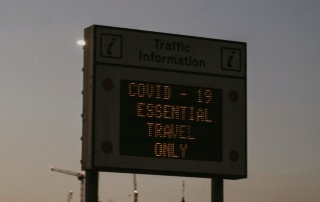 i Traffic i
Information
COVID - 19
ESSENTIAL
TRAVEL
ONLY